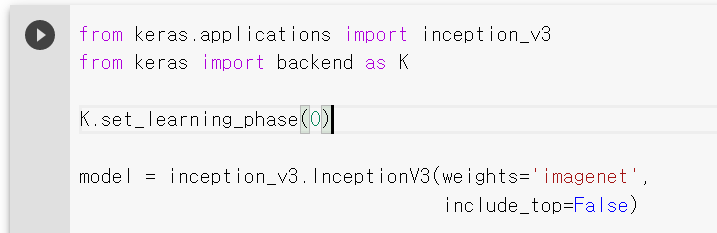 from keras.applications import inception_v3
from keras import backend as K
K.set_learning_phase(0)
model = inception_v3.InceptionV3(weights='imagenet',
include_top=False)